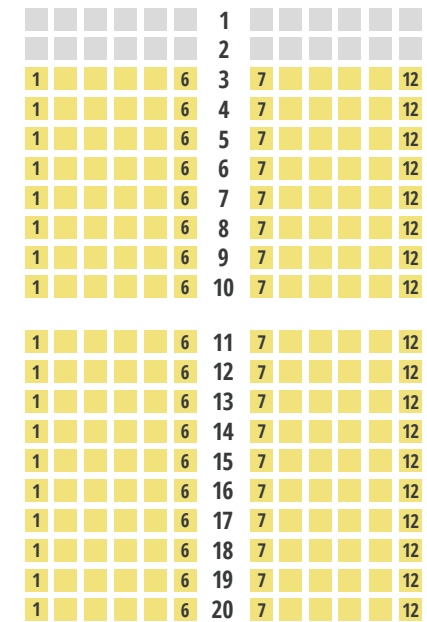 1
2
1 6 3 7 12
1 6 4 7 12
1 6 5 7 12
1 6 6 7 12
1 6 7 7 12
1 6 8 7 12
1 6 9 7 12
1 6 10 7 12
1 6 11 7 12
1 6 12 7 12
1 6 13 7 12
1 6 14 7 12
1 6 15 7 12
1 6 16 7 12
1 6 17 7 12
1 6 18 7 12
1 6 19 7 12
1 6 20 7 12